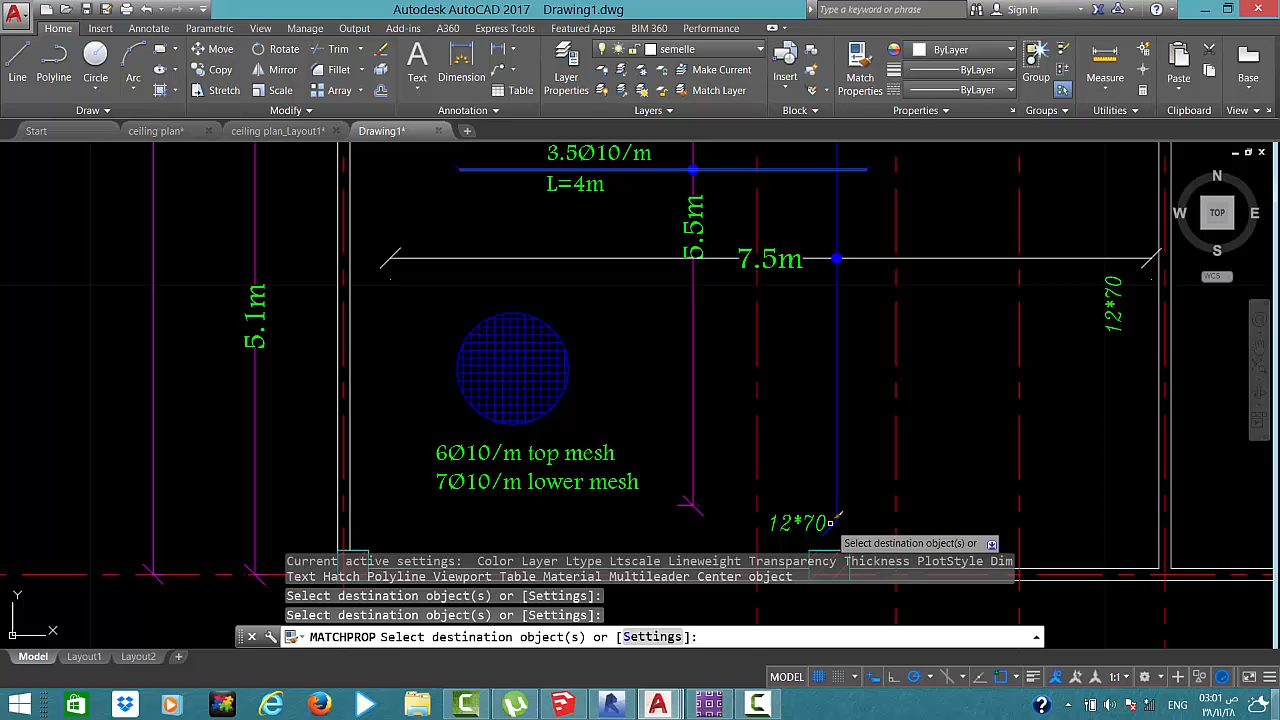 Autodesk AutoCAD 2017 Drawing1.dwg
Type a keyword or phrase
Sign In
Home Insert Annotate Parametric View Manage Output Add-ins A360 Express Tools Featured Apps BIM 360 Performance
Line Polyline Circle Arc
Move Rotate Trim
Copy Mirror Fillet
Stretch Scale Array
Text Dimension
Table
Layer Properties
semelle
Make Current
Match Layer
Insert
Match Properties
ByLayer
ByLayer
ByLayer
Group
Measure
Paste
Base
Draw Modify Annotation Layers Block Properties Groups Utilities Clipboard View
Start ceiling plan* ceiling plan_Layout1* Drawing1*
3.5Ø10/m
L=4m
5.5m
7.5m
5.1m
12*70
N
W TOP E
S
WCS
6Ø10/m top mesh
7Ø10/m lower mesh
12*70
Select destination object(s) or
Current active settings: Color Layer Ltype Ltscale Lineweight Transparency Thickness PlotStyle Dim
Text Hatch Polyline Viewport Table Material Multileader Center object
Select destination object(s) or [Settings]:
Select destination object(s) or [Settings]:
MATCHPROP Select destination object(s) or [Settings]:
Y
X
Model Layout1 Layout2
MODEL 1:1
ENG
03:01 ص